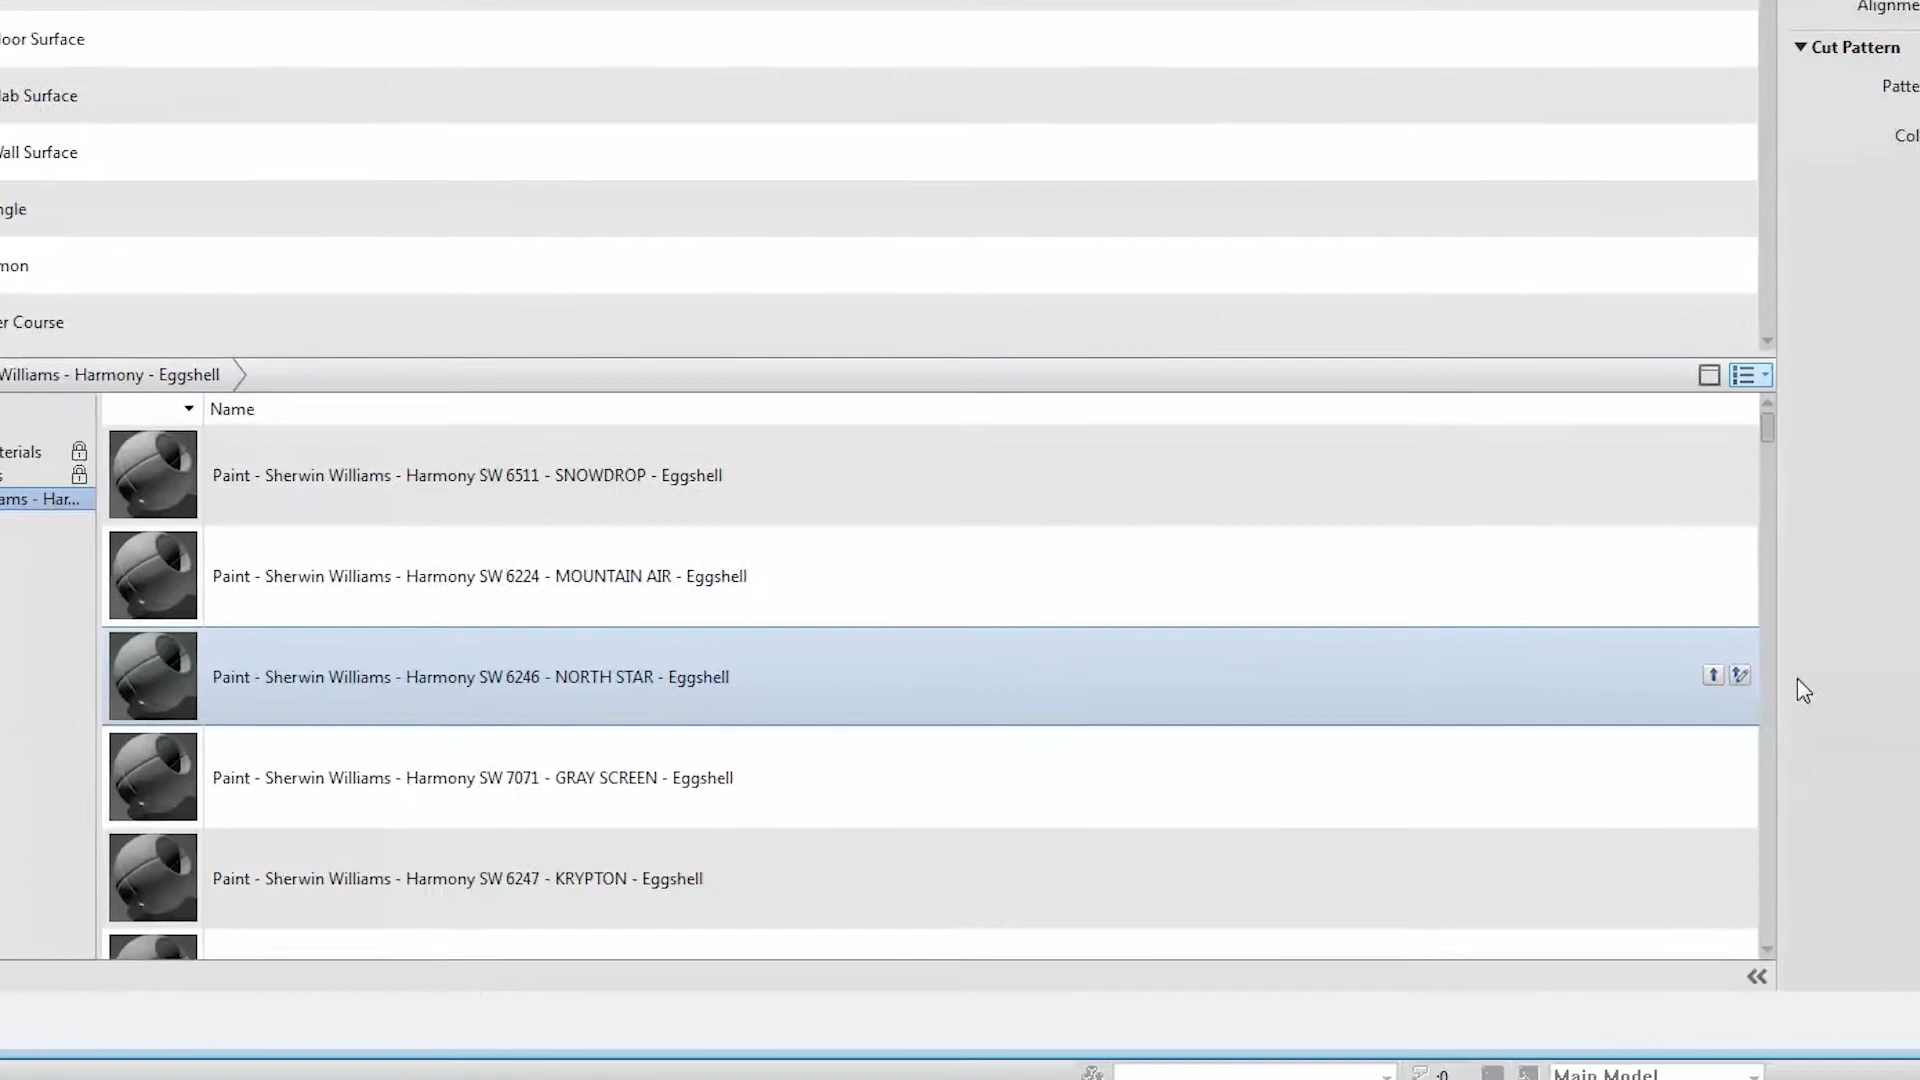 Alignme
oor Surface
▼ Cut Pattern
Patte
lab Surface
Col
Wall Surface
ngle
mon
er Course
Williams - Harmony - Eggshell
Name
terials
s
ams - Har...
Paint - Sherwin Williams - Harmony SW 6511 - SNOWDROP - Eggshell
Paint - Sherwin Williams - Harmony SW 6224 - MOUNTAIN AIR - Eggshell
Paint - Sherwin Williams - Harmony SW 6246 - NORTH STAR - Eggshell
Paint - Sherwin Williams - Harmony SW 7071 - GRAY SCREEN - Eggshell
Paint - Sherwin Williams - Harmony SW 6247 - KRYPTON - Eggshell
:0
Main Model